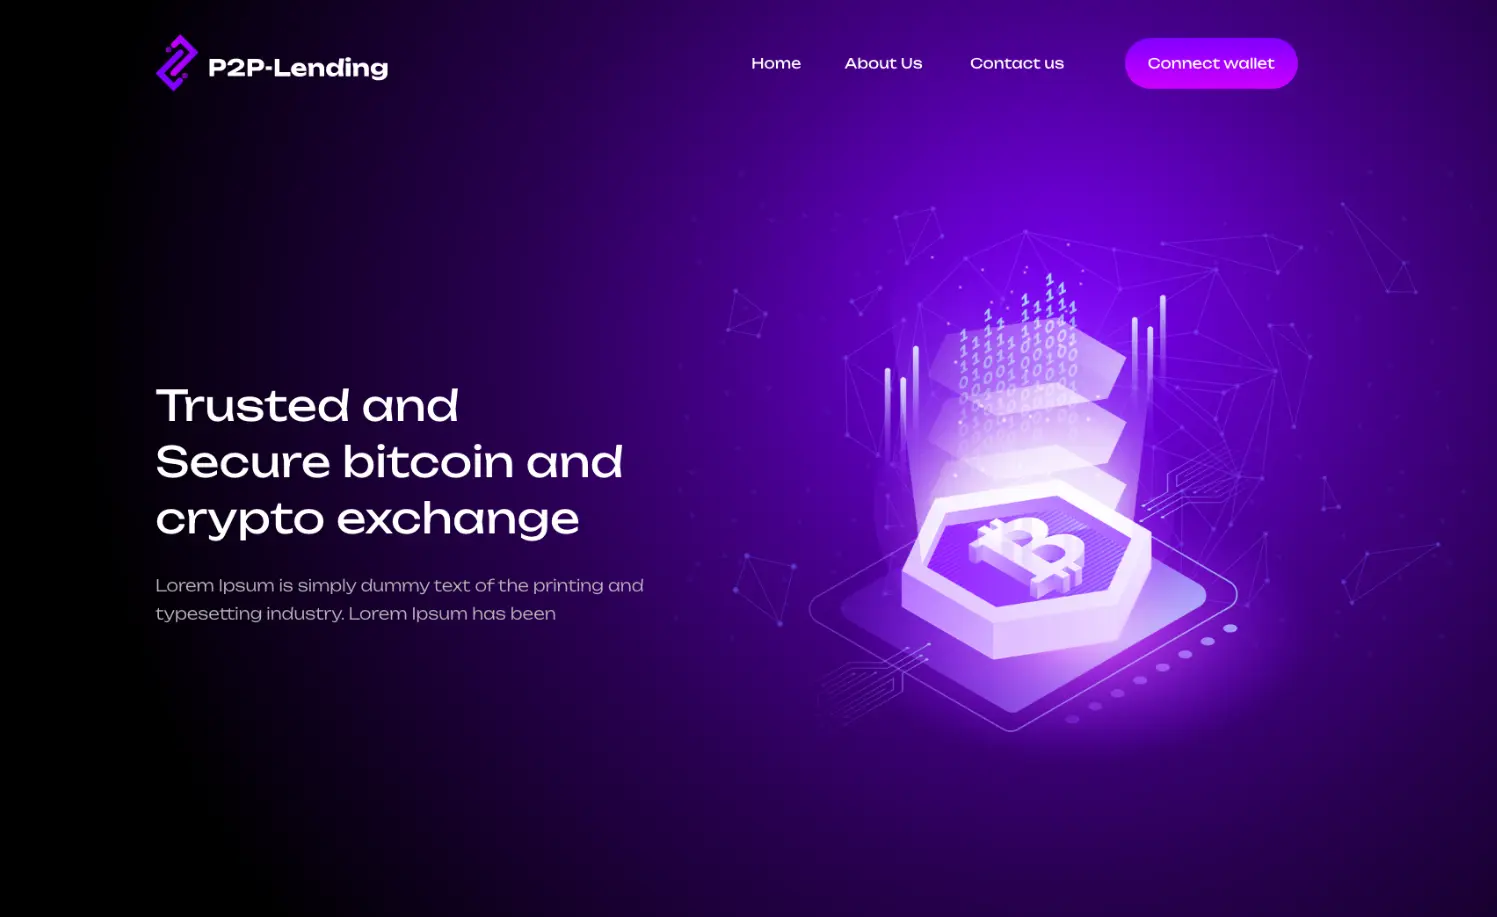 P2P-Lending
Home
About Us
Contact us
Connect wallet
Trusted and
Secure bitcoin and
crypto exchange
Lorem Ipsum is simply dummy text of the printing and
typesetting industry. Lorem Ipsum has been